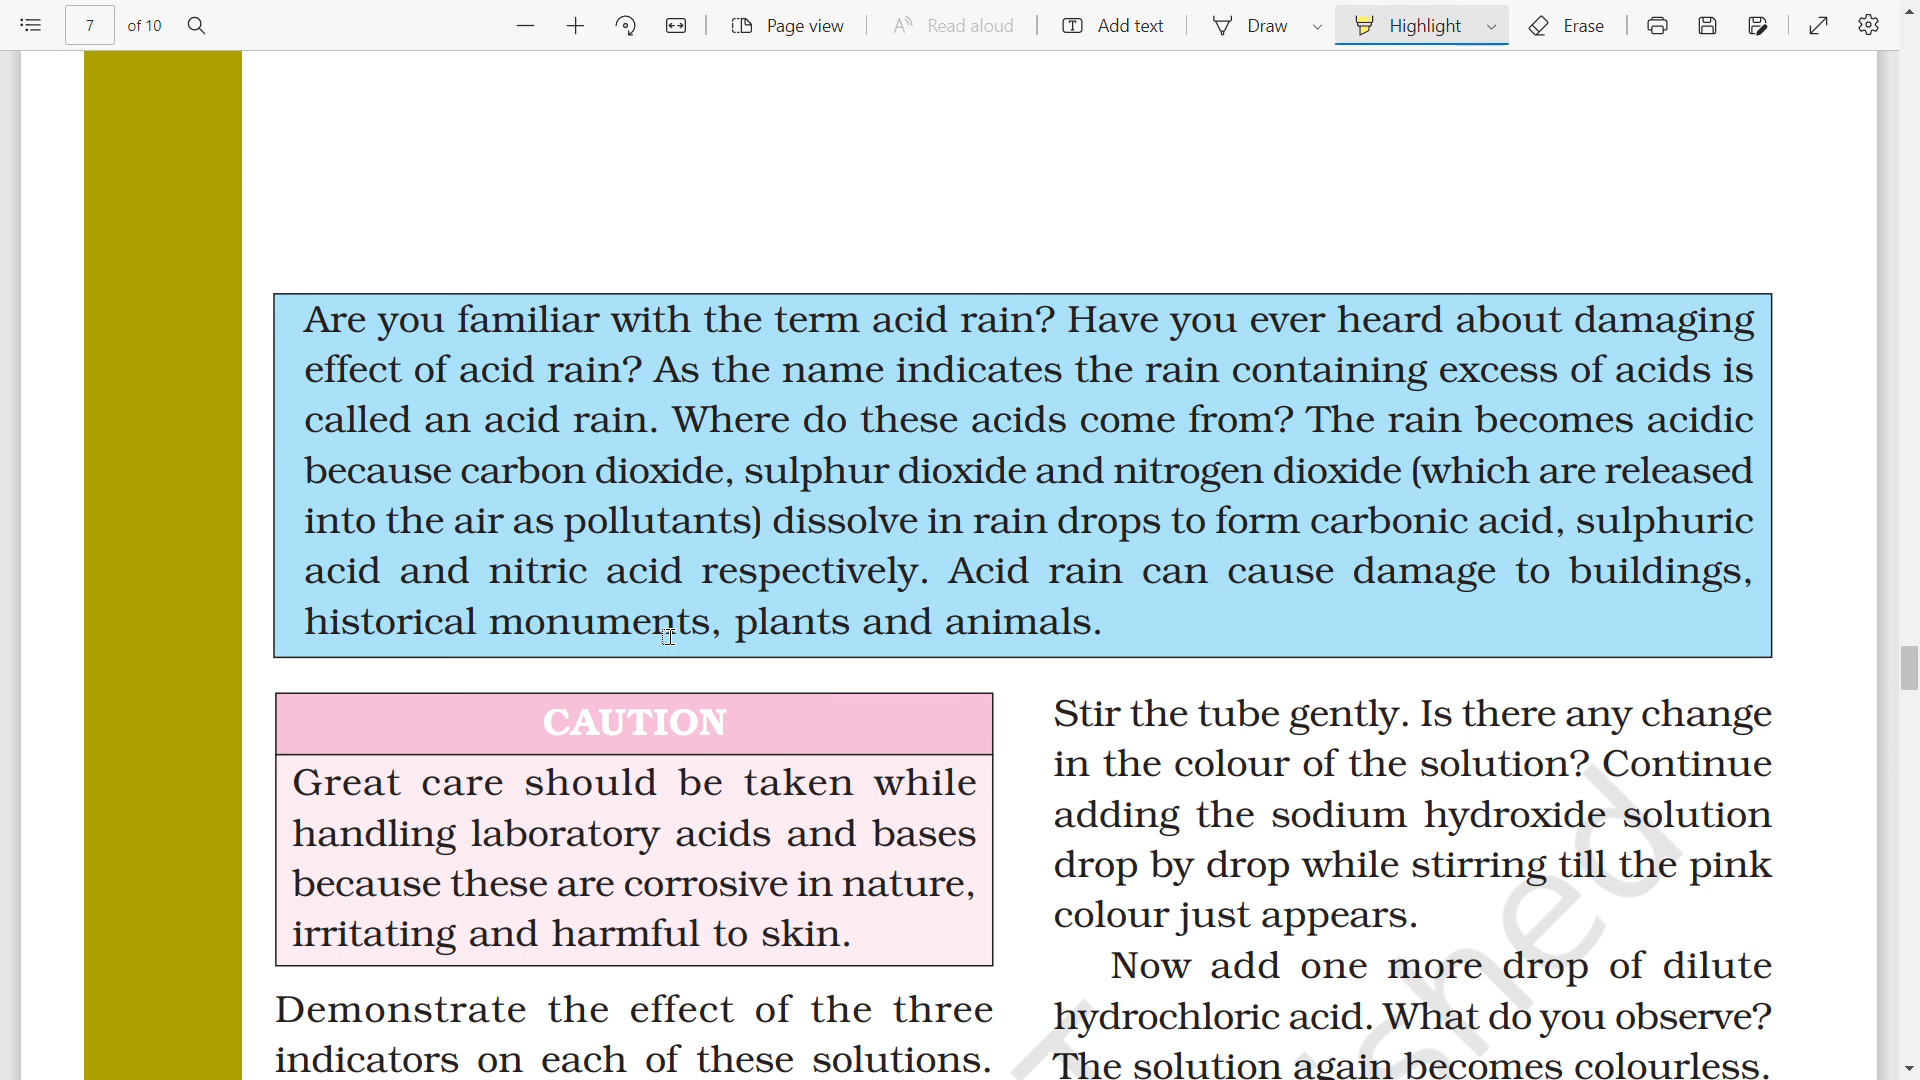 7 of 10 Page view Read aloud Add text Draw Highlight Erase
Are you familiar with the term acid rain? Have you ever heard about damaging
effect of acid rain? As the name indicates the rain containing excess of acids is
called an acid rain. Where do these acids come from? The rain becomes acidic
because carbon dioxide, sulphur dioxide and nitrogen dioxide (which are released
into the air as pollutants) dissolve in rain drops to form carbonic acid, sulphuric
acid and nitric acid respectively. Acid rain can cause damage to buildings,
historical monuments, plants and animals.
CAUTION
Great care should be taken while
handling laboratory acids and bases
because these are corrosive in nature,
irritating and harmful to skin.
Demonstrate the effect of the three
indicators on each of these solutions.
Stir the tube gently. Is there any change
in the colour of the solution? Continue
adding the sodium hydroxide solution
drop by drop while stirring till the pink
colour just appears.
Now add one more drop of dilute
hydrochloric acid. What do you observe?
The solution again becomes colourless.